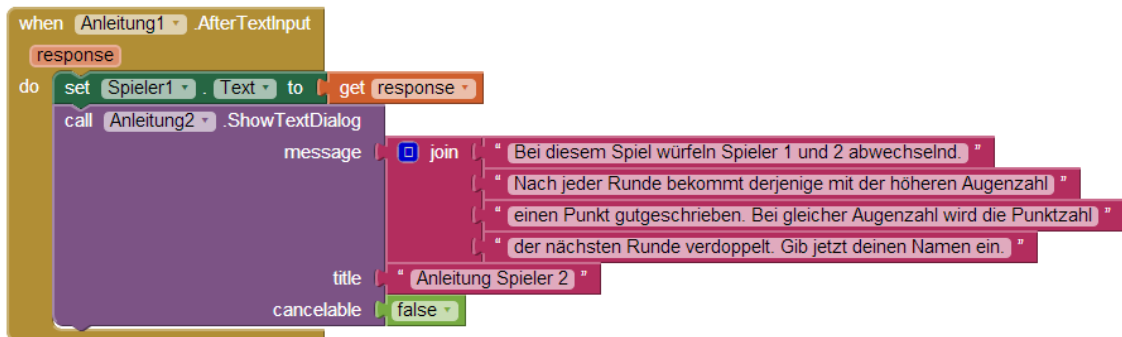 when Anleitung1 .AfterTextInput
response
do set Spieler1 . Text to get response
call Anleitung2 .ShowTextDialog
message join " Bei diesem Spiel würfeln Spieler 1 und 2 abwechselnd. "
" Nach jeder Runde bekommt derjenige mit der höheren Augenzahl "
" einen Punkt gutgeschrieben. Bei gleicher Augenzahl wird die Punktzahl "
" der nächsten Runde verdoppelt. Gib jetzt deinen Namen ein. "
title " Anleitung Spieler 2 "
cancelable false